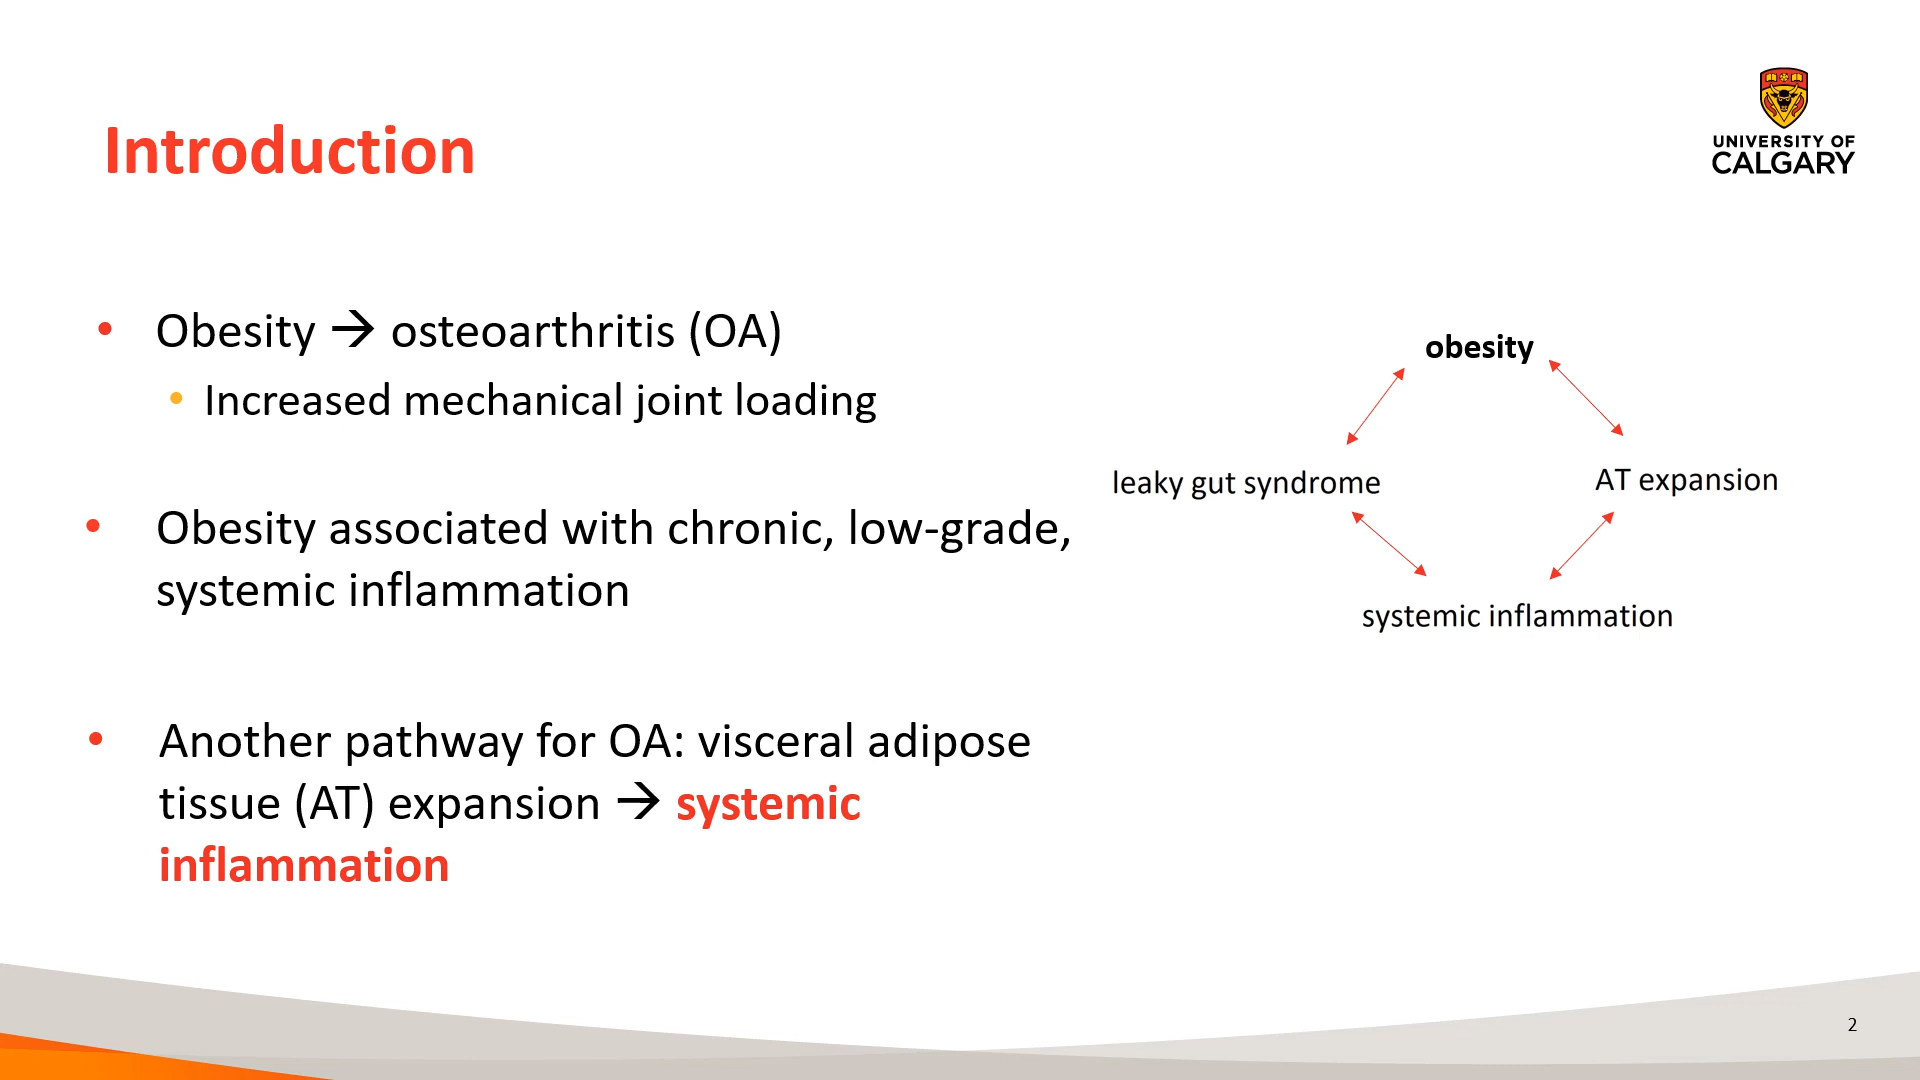 Introduction
UNIVERSITY OF
CALGARY
• Obesity → osteoarthritis (OA)
• Increased mechanical joint loading
• Obesity associated with chronic, low-grade,
systemic inflammation
• Another pathway for OA: visceral adipose
tissue (AT) expansion → systemic
inflammation
obesity
leaky gut syndrome
AT expansion
systemic inflammation
2